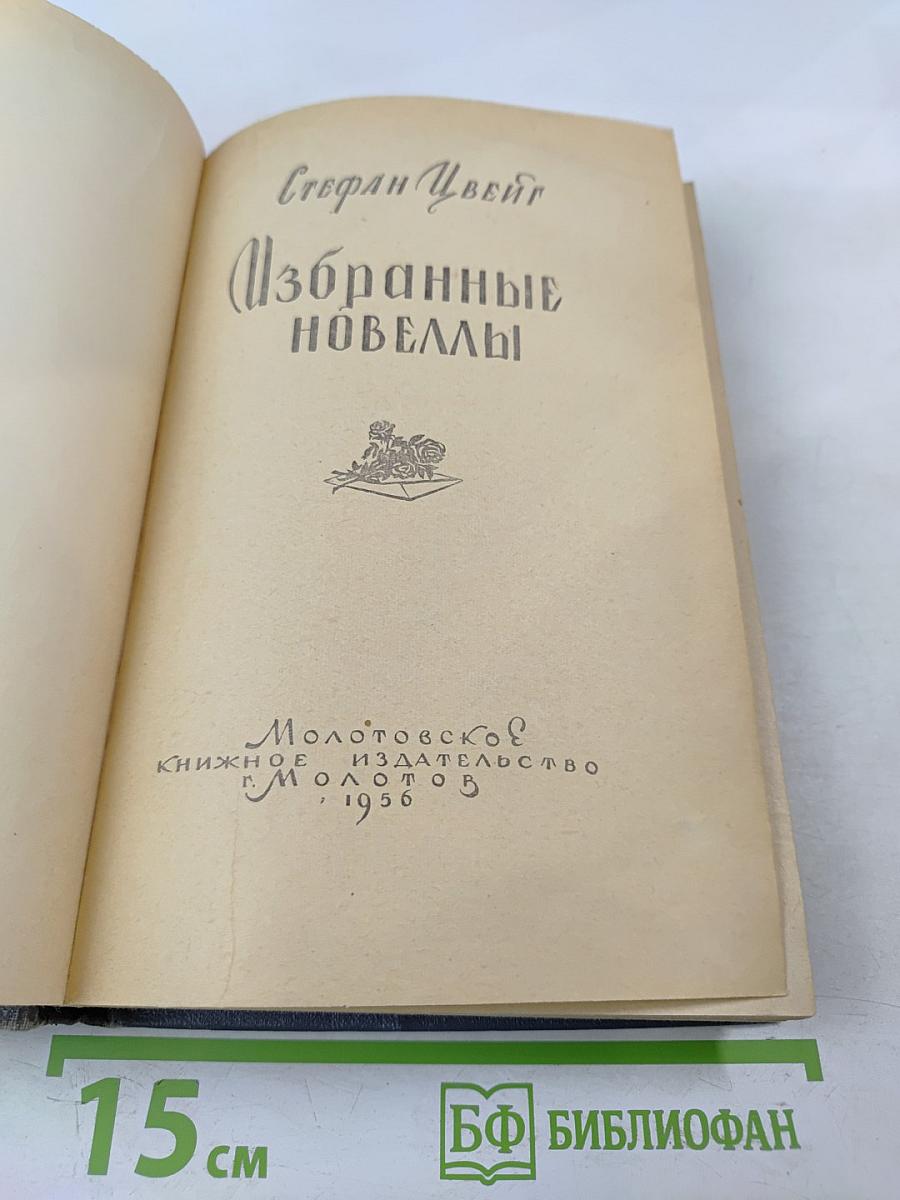 Стефан Цвейг
Избранные
новеллы
Молотовское
книжное издательство
г. Молотов
1956
15 см
БФ БИБЛИОФАН